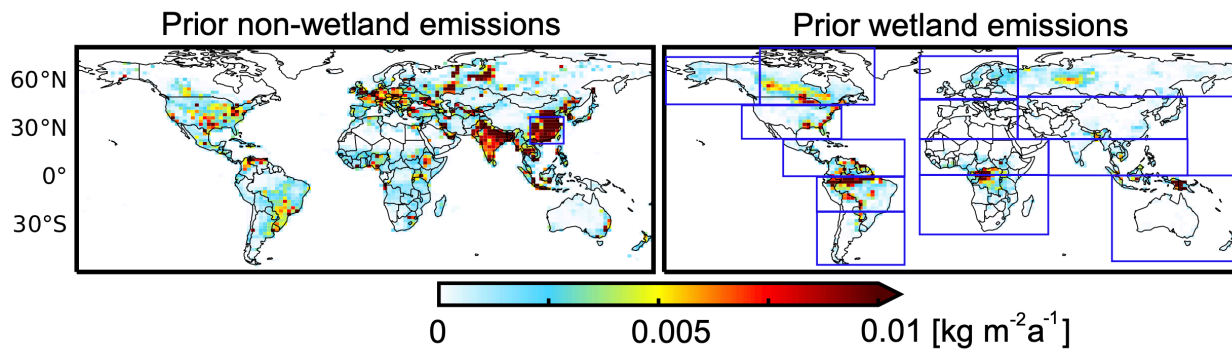 Prior non-wetland emissions
Prior wetland emissions
60°N
30°N
0°
30°S
0
0.005
0.01 [kg m⁻²a⁻¹]